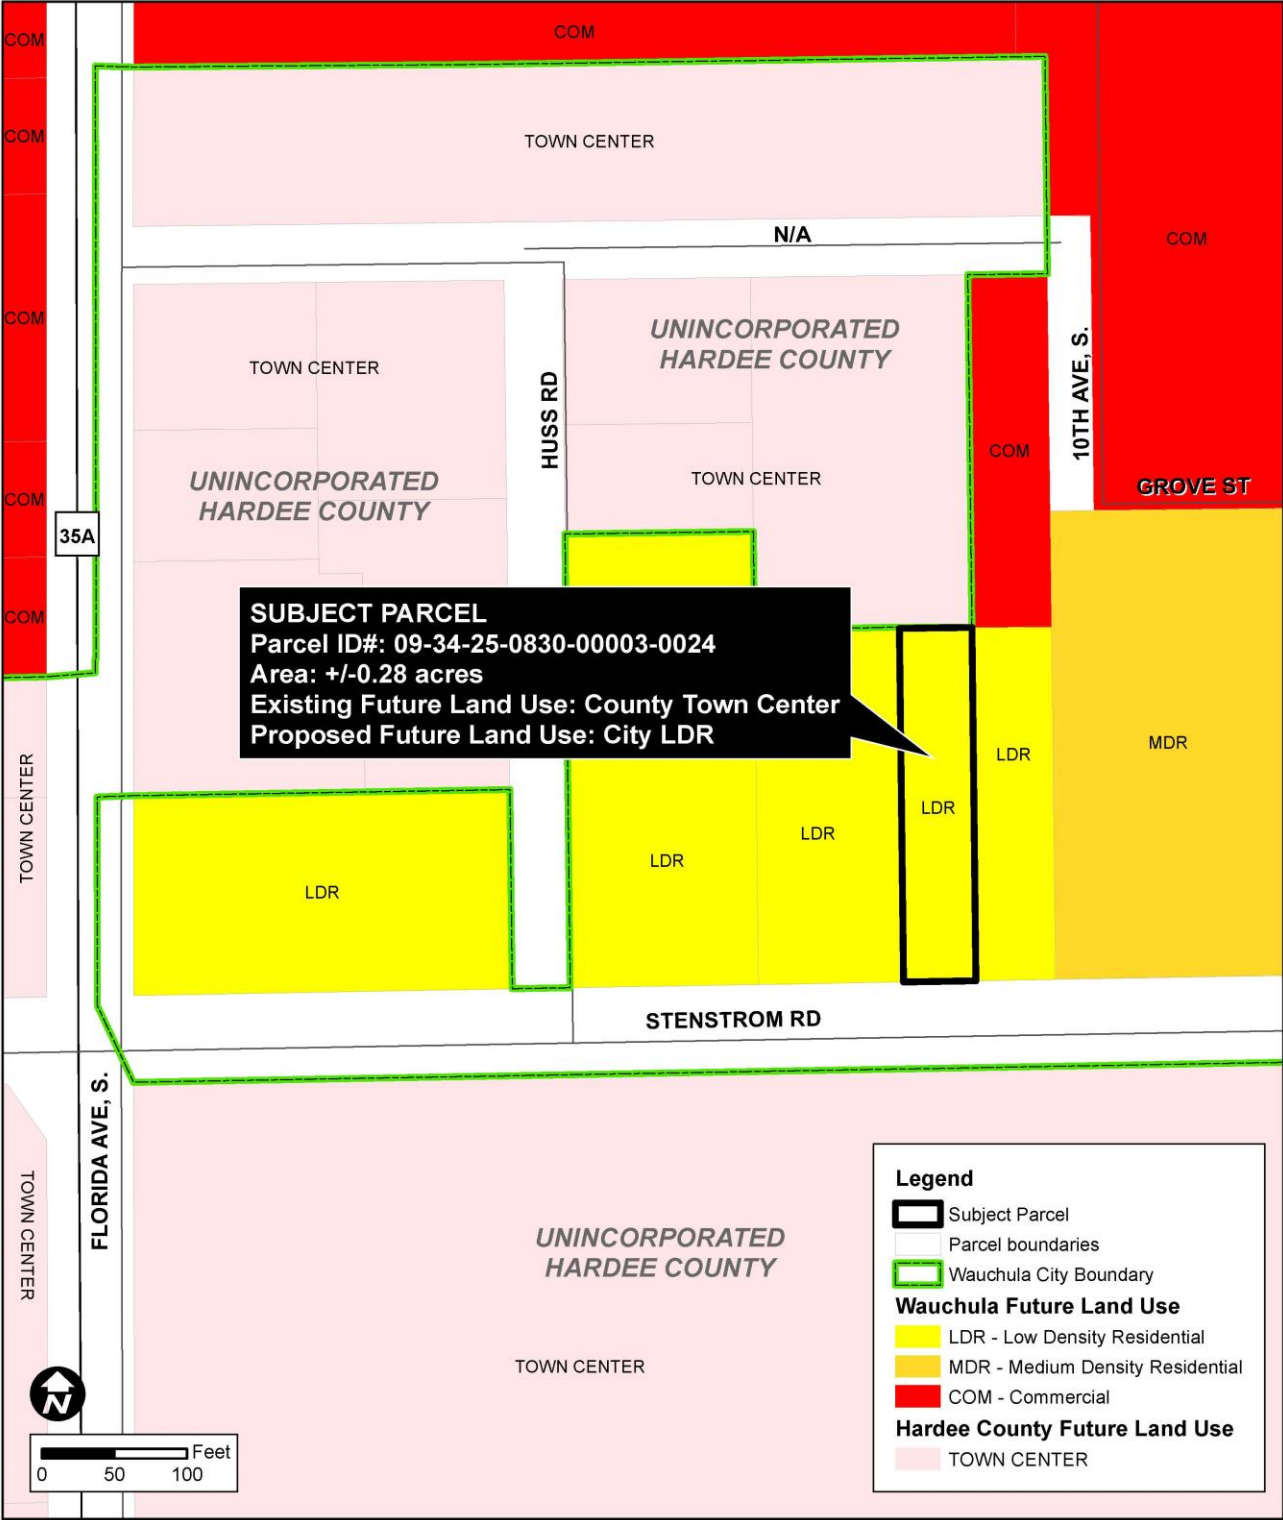 COM
COM
TOWN CENTER
COM
N/A
COM
COM
UNINCORPORATED
HARDEE COUNTY
TOWN CENTER
HUSS RD
10TH AVE, S.
COM
TOWN CENTER
UNINCORPORATED
HARDEE COUNTY
COM
GROVE ST
35A
COM
SUBJECT PARCEL
Parcel ID#: 09-34-25-0830-00003-0024
Area: +/-0.28 acres
Existing Future Land Use: County Town Center
Proposed Future Land Use: City LDR
MDR
LDR
LDR
LDR
LDR
LDR
TOWN CENTER
STENSTROM RD
FLORIDA AVE, S.
TOWN CENTER
UNINCORPORATED
HARDEE COUNTY
TOWN CENTER
Legend
Subject Parcel
Parcel boundaries
Wauchula City Boundary
Wauchula Future Land Use
LDR - Low Density Residential
MDR - Medium Density Residential
COM - Commercial
Hardee County Future Land Use
TOWN CENTER
N
Feet
0 50 100